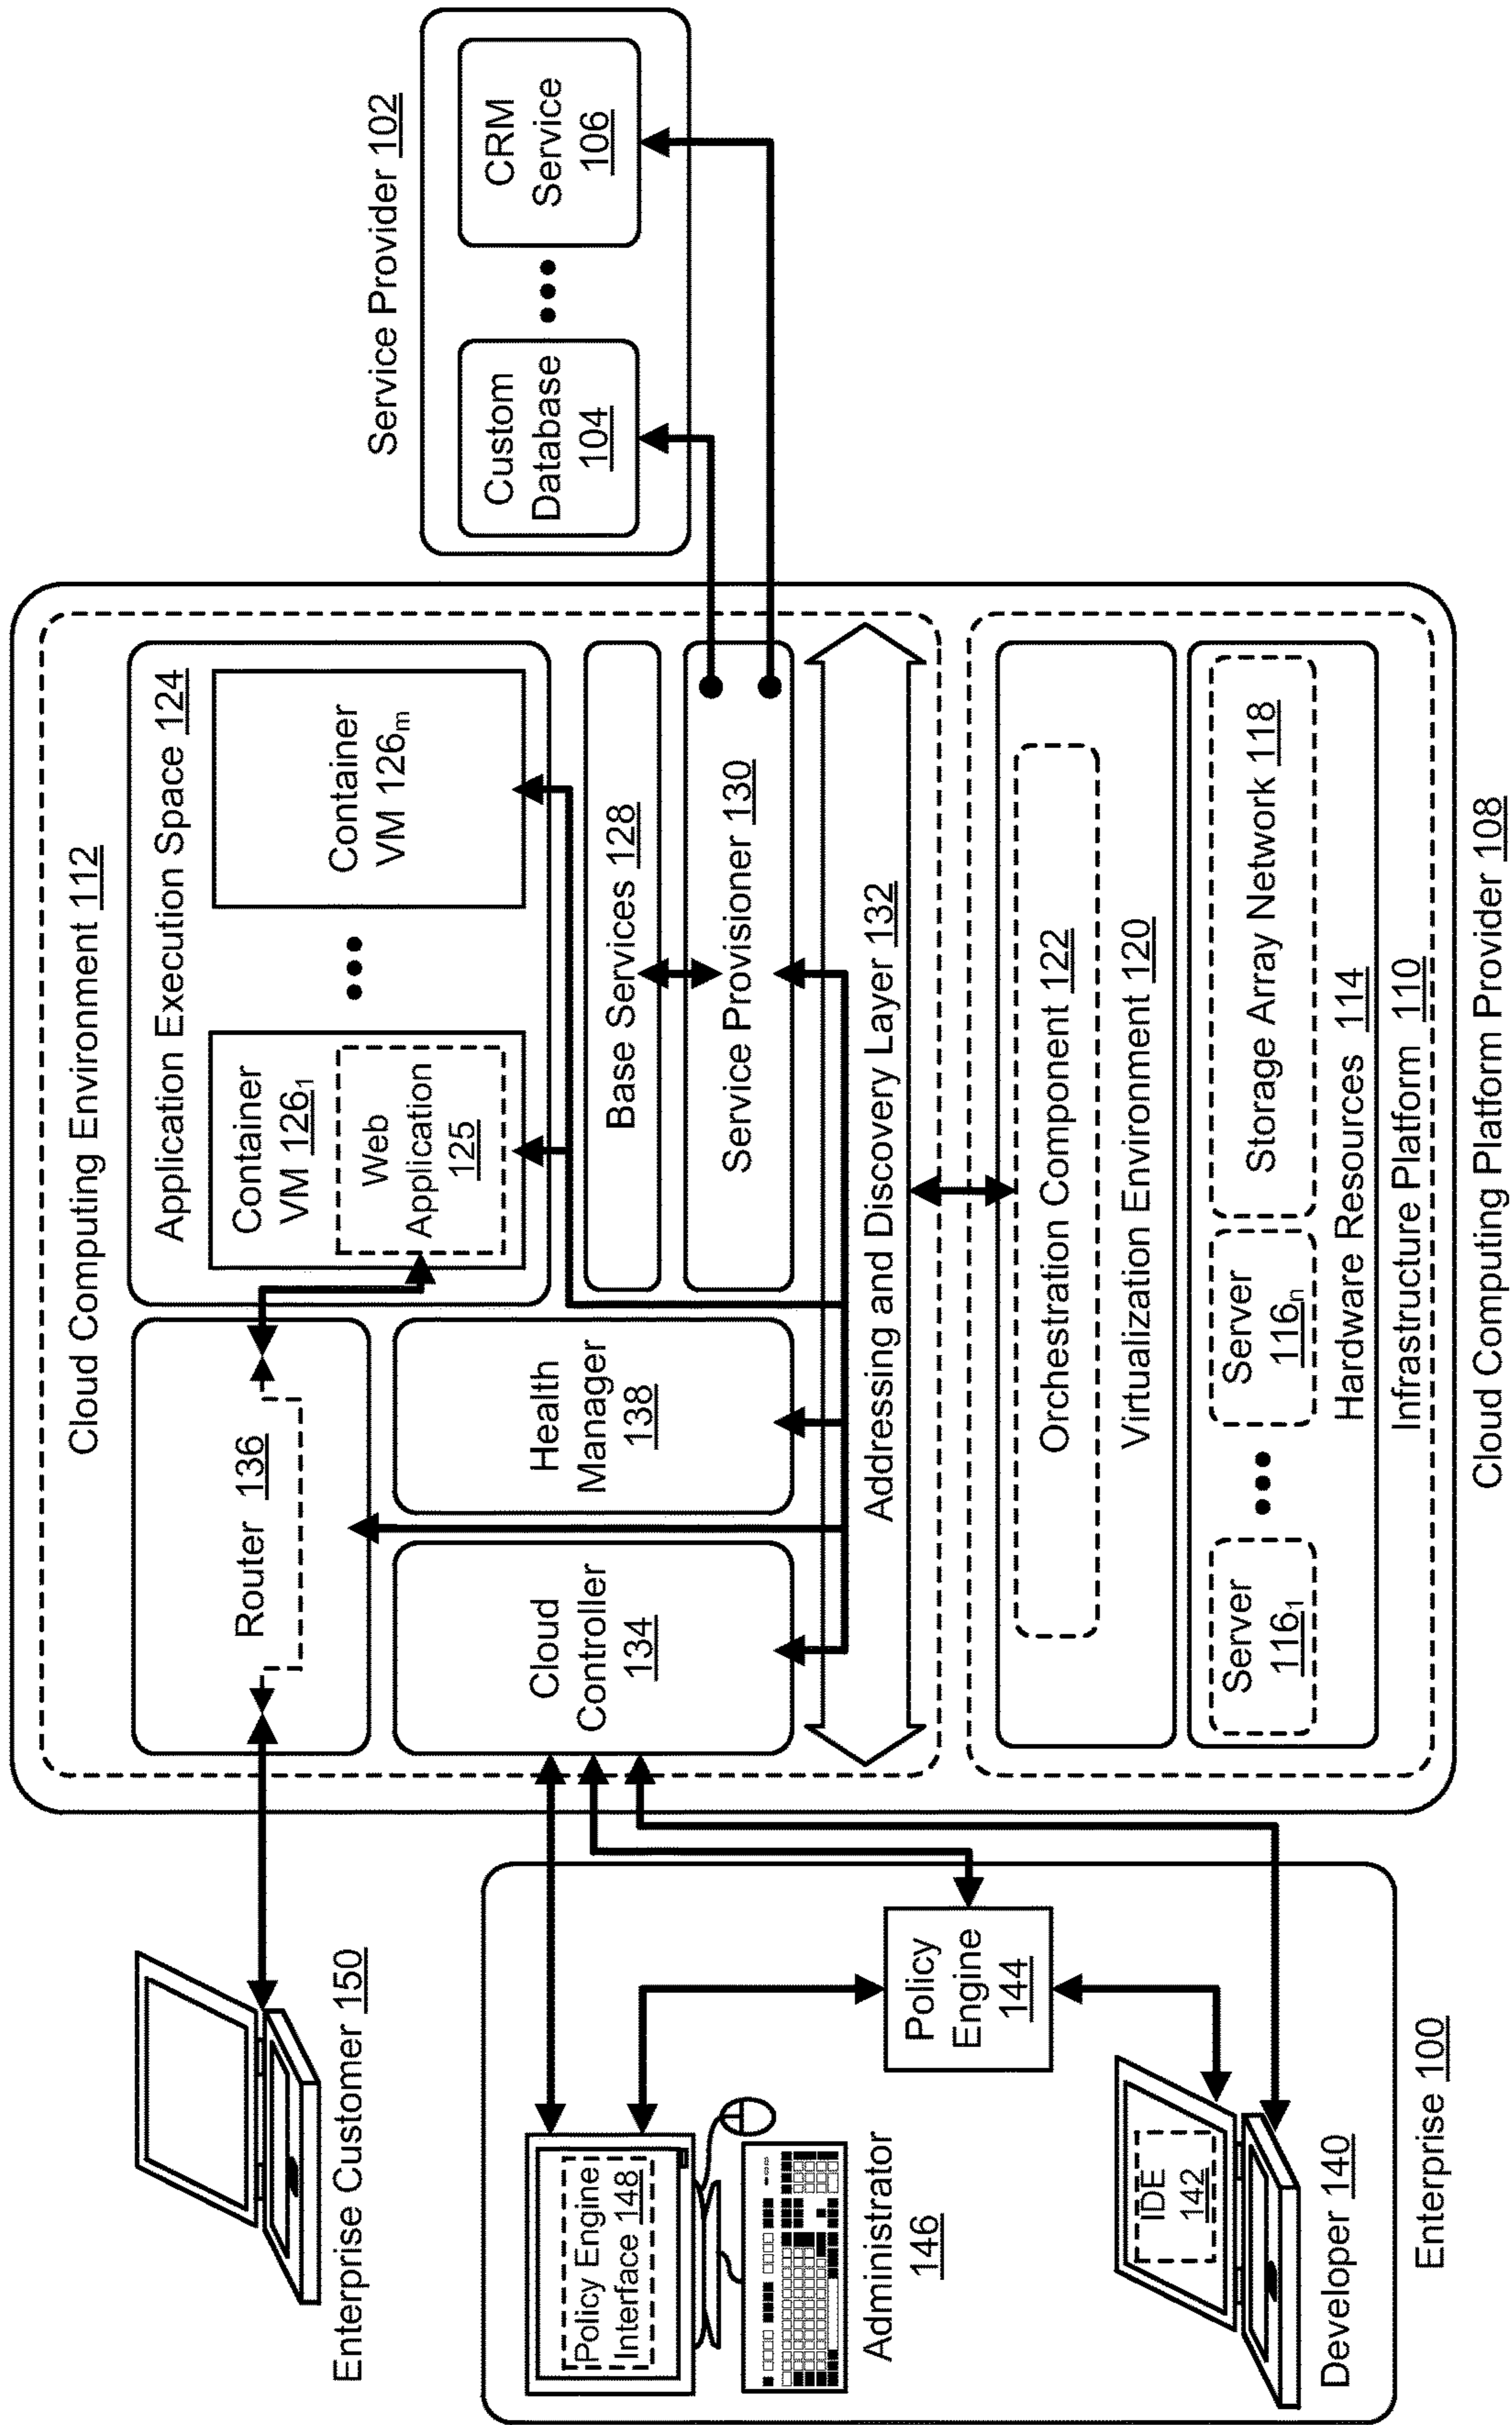 Enterprise Customer 150
Policy Engine
Interface 148
Administrator
146
Policy
Engine
144
IDE
142
Developer 140
Enterprise 100
Cloud Computing Environment 112
Router 136
Cloud
Controller
134
Health
Manager
138
Application Execution Space 124
Container
VM 126₁
Web
Application
125
•••
Container
VM 126ₘ
Base Services 128
Service Provisioner 130
Addressing and Discovery Layer 132
Orchestration Component 122
Virtualization Environment 120
Server
116₁
•••
Server
116ₙ
Storage Array Network 118
Hardware Resources 114
Infrastructure Platform 110
Cloud Computing Platform Provider 108
Service Provider 102
Custom
Database
104
•••
CRM
Service
106